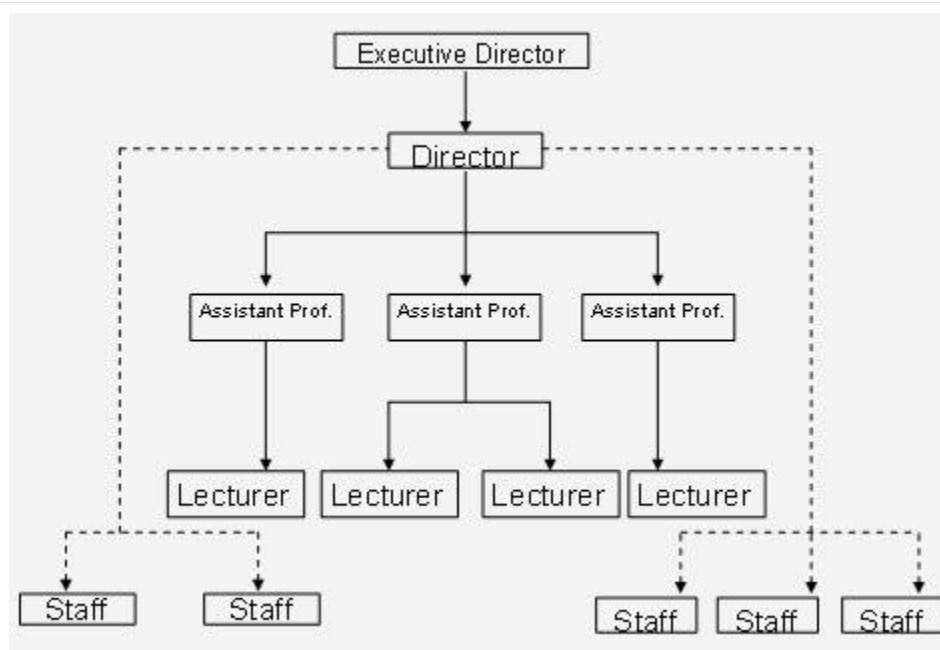 Executive Director
Director
Assistant Prof.
Assistant Prof.
Assistant Prof.
Lecturer
Lecturer
Lecturer
Lecturer
Staff
Staff
Staff
Staff
Staff